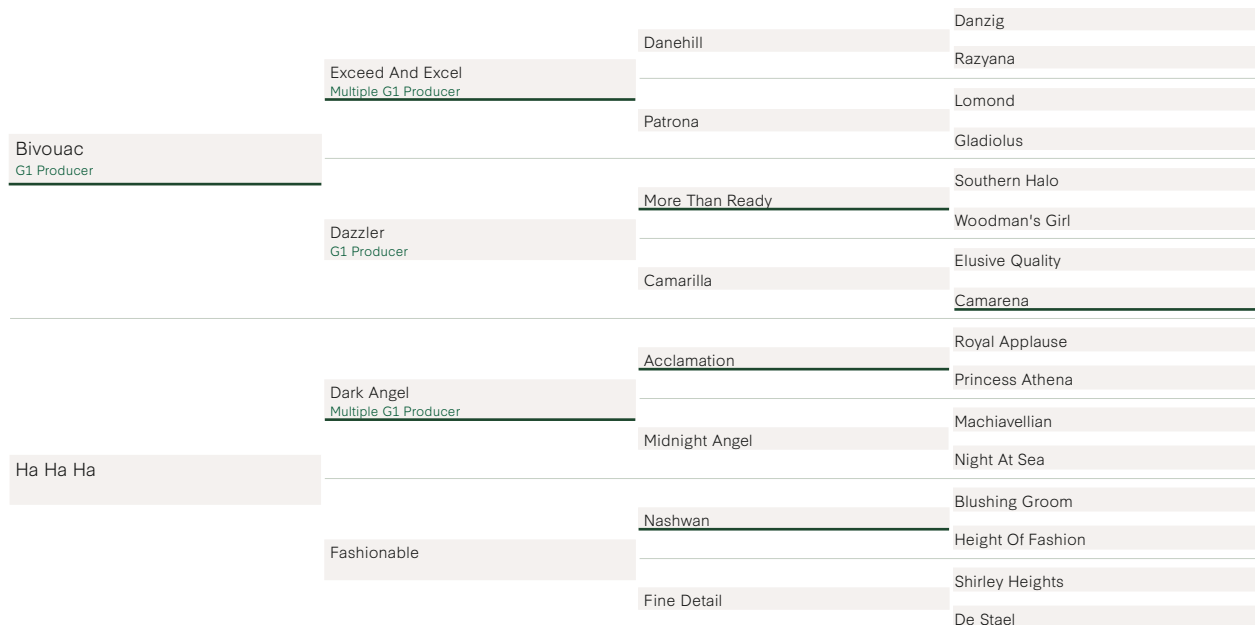 Danzig
Danehill
Razyana
Exceed And Excel
Multiple G1 Producer
Lomond
Patrona
Gladiolus
Bivouac
G1 Producer
Southern Halo
More Than Ready
Woodman's Girl
Dazzler
G1 Producer
Elusive Quality
Camarilla
Camarena
Royal Applause
Acclamation
Princess Athena
Dark Angel
Multiple G1 Producer
Machiavellian
Midnight Angel
Night At Sea
Ha Ha Ha
Blushing Groom
Nashwan
Height Of Fashion
Fashionable
Shirley Heights
Fine Detail
De Stael